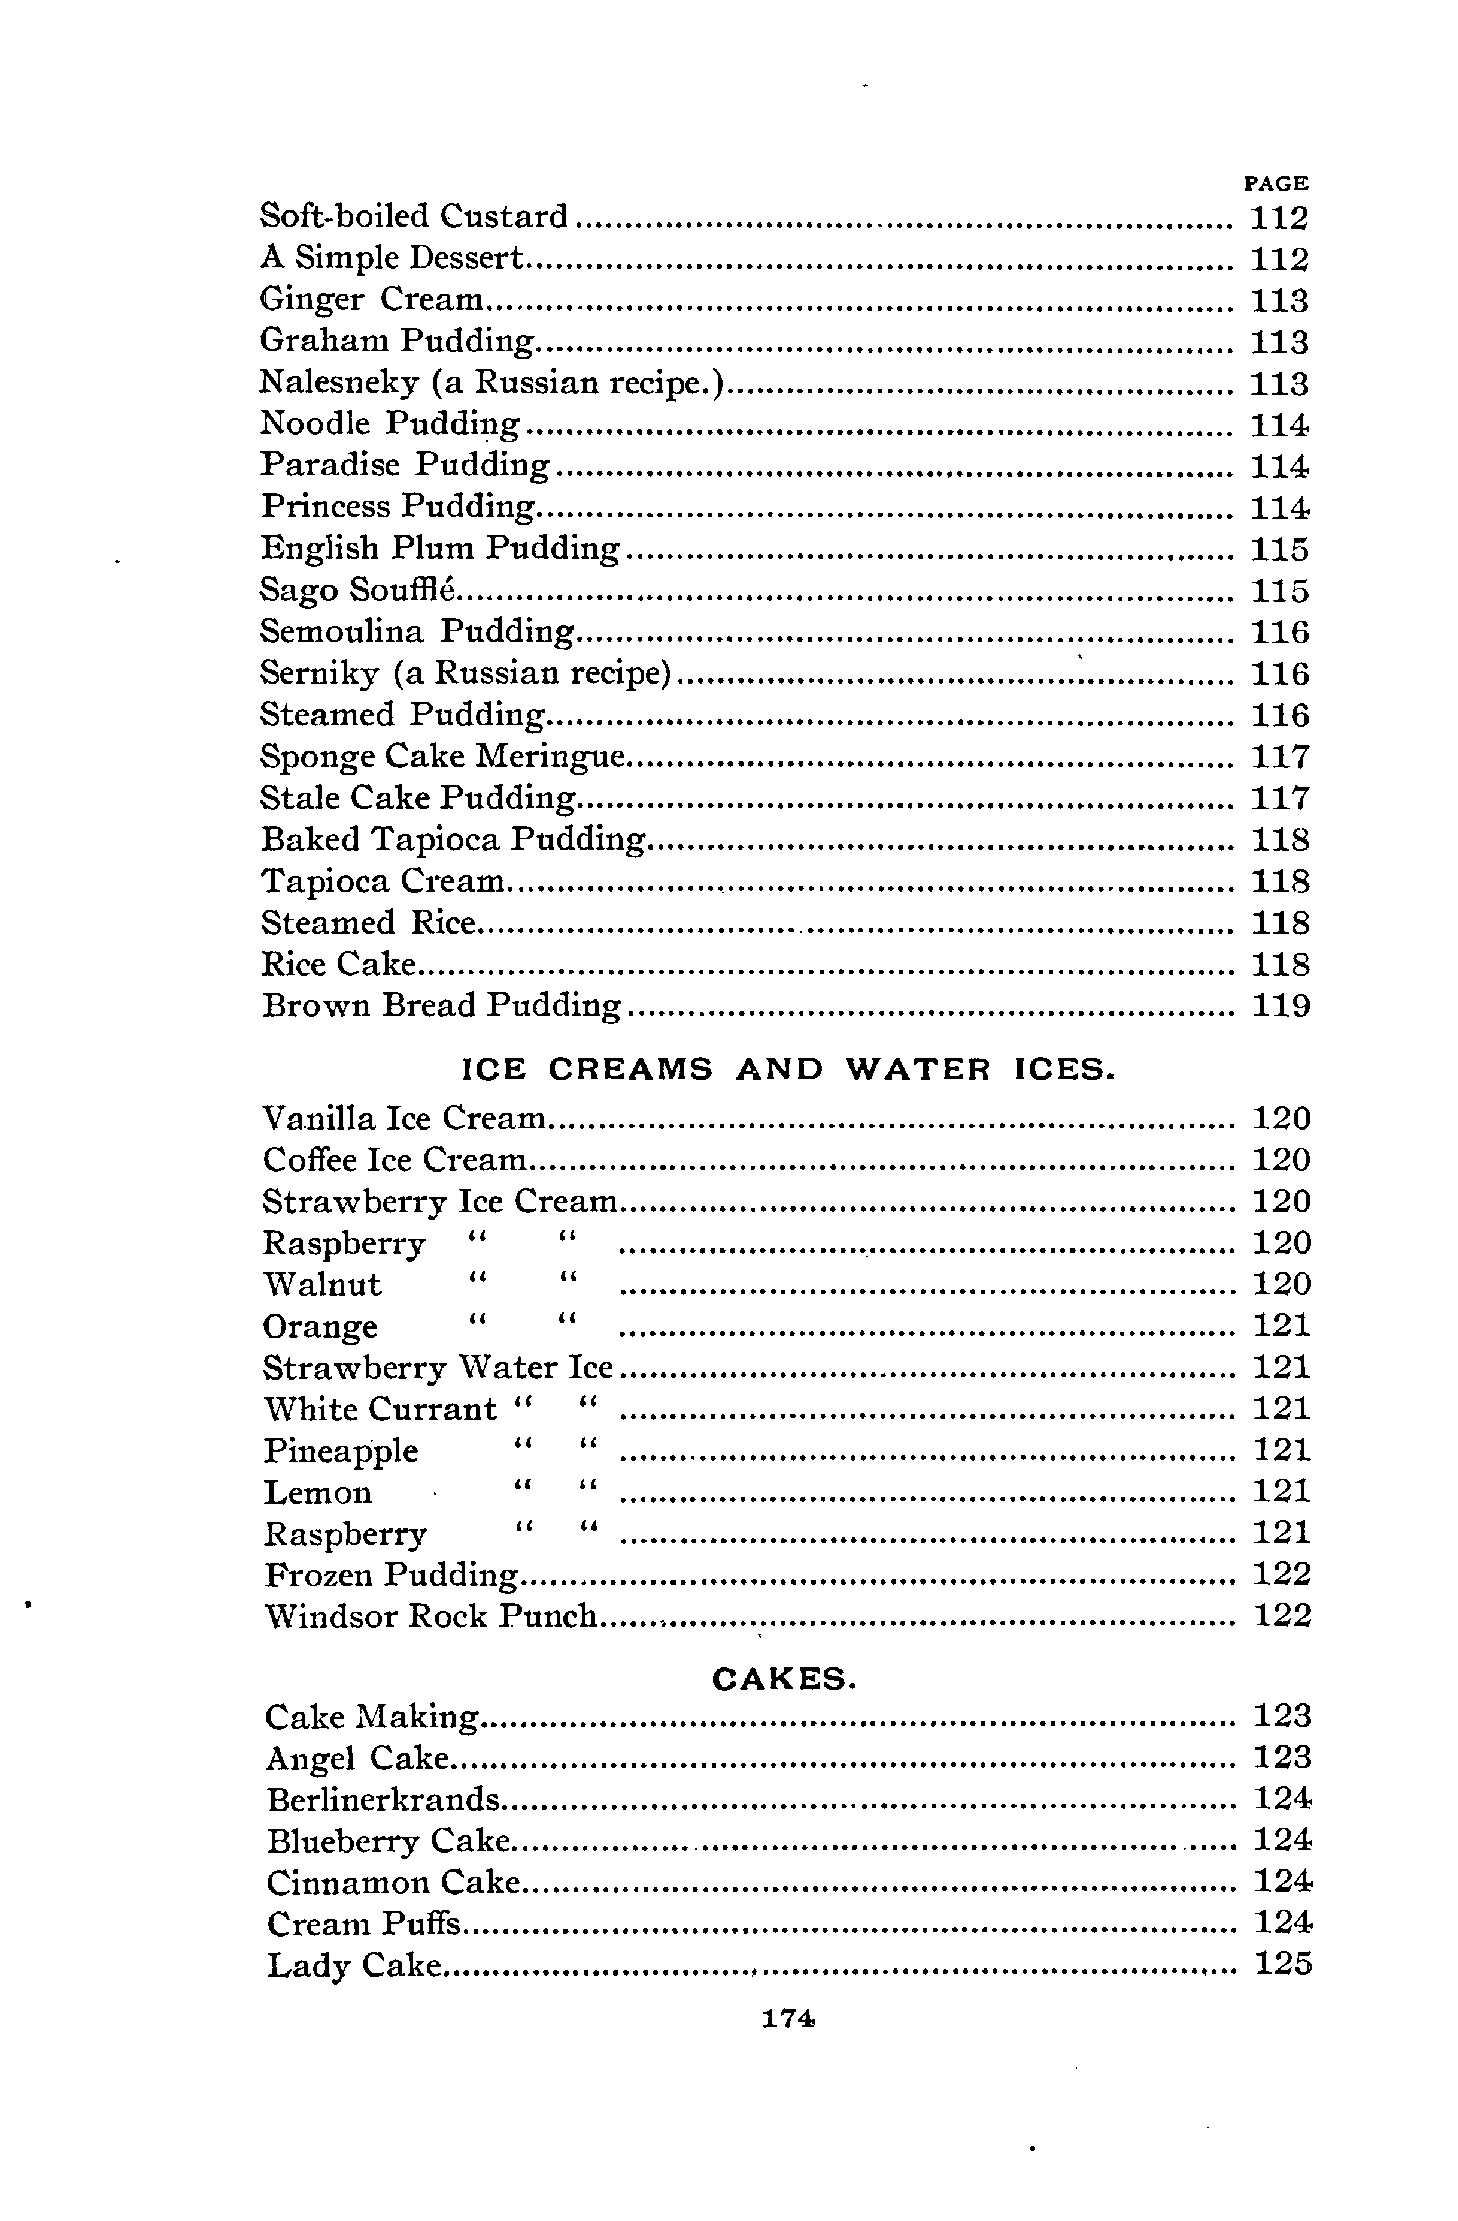 PAGE
Soft-boiled Custard................................................................ 112
A Simple Dessert...................................................................... 112
Ginger Cream.......................................................................... 113
Graham Pudding..................................................................... 113
Nalesneky (a Russian recipe.).................................................. 113
Noodle Pudding...................................................................... 114
Paradise Pudding................................................................... 114
Princess Pudding..................................................................... 114
English Plum Pudding............................................................ 115
Sago Soufflé............................................................................. 115
Semoulina Pudding................................................................. 116
Serniky (a Russian recipe)....................................................... 116
Steamed Pudding.................................................................... 116
Sponge Cake Meringue............................................................ 117
Stale Cake Pudding................................................................. 117
Baked Tapioca Pudding.......................................................... 118
Tapioca Cream........................................................................ 118
Steamed Rice........................................................................... 118
Rice Cake................................................................................. 118
Brown Bread Pudding............................................................ 119
ICE CREAMS AND WATER ICES.
Vanilla Ice Cream.................................................................... 120
Coffee Ice Cream...................................................................... 120
Strawberry Ice Cream............................................................. 120
Raspberry “ “ ............................................................. 120
Walnut “ “ ............................................................. 120
Orange “ “ ............................................................. 121
Strawberry Water Ice............................................................. 121
White Currant “ “ ............................................................. 121
Pineapple “ “ ............................................................. 121
Lemon “ “ ............................................................. 121
Raspberry “ “ ............................................................. 121
Frozen Pudding....................................................................... 122
Windsor Rock Punch............................................................... 122
CAKES.
Cake Making........................................................................... 123
Angel Cake.............................................................................. 123
Berlinerkrands......................................................................... 124
Blueberry Cake........................................................................ 124
Cinnamon Cake....................................................................... 124
Cream Puffs............................................................................. 124
Lady Cake............................................................................... 125
174